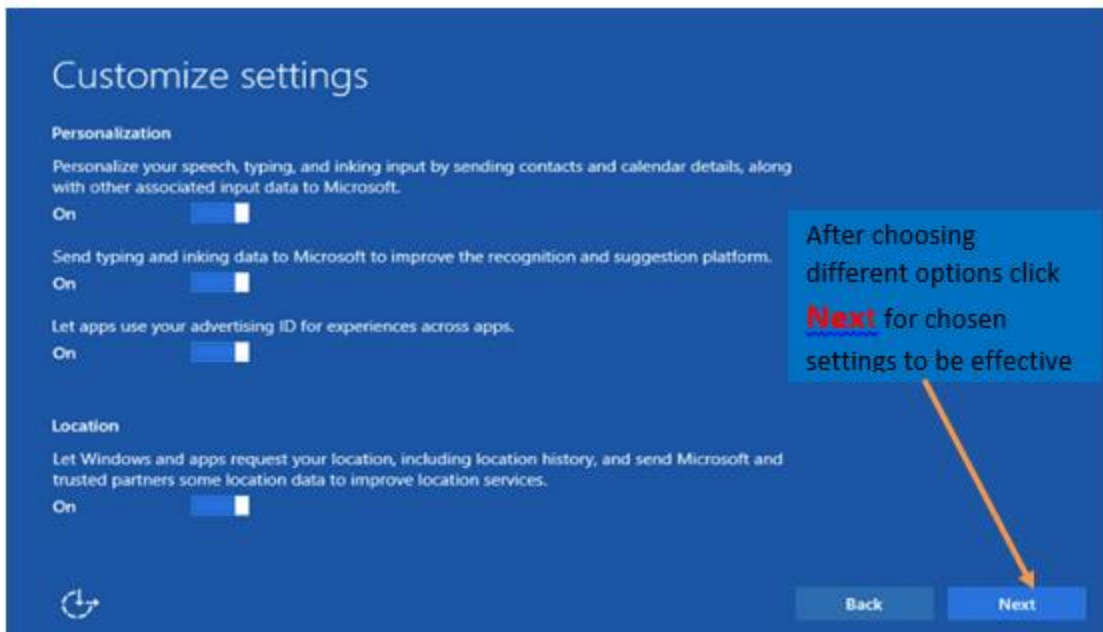 Customize settings
Personalization
Personalize your speech, typing, and inking input by sending contacts and calendar details, along
with other associated input data to Microsoft.
On
Send typing and inking data to Microsoft to improve the recognition and suggestion platform.
On
Let apps use your advertising ID for experiences across apps.
On
Location
Let Windows and apps request your location, including location history, and send Microsoft and
trusted partners some location data to improve location services.
On
After choosing
different options click
Next for chosen
settings to be effective
Back
Next